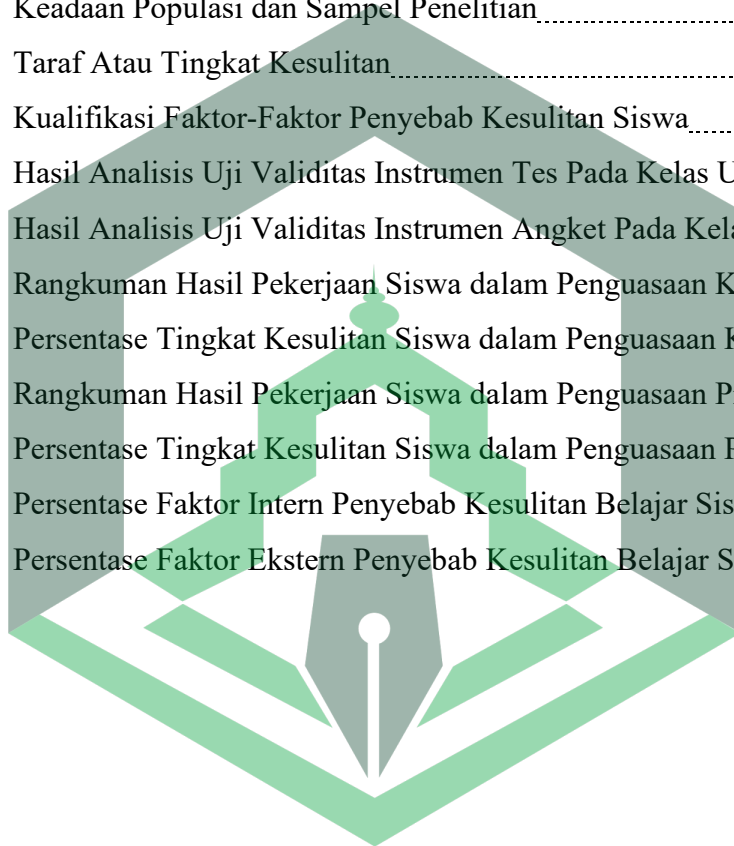 Keadaan Populasi dan Sampel Penelitian
Taraf Atau Tingkat Kesulitan
Kualifikasi Faktor-Faktor Penyebab Kesulitan Siswa
Hasil Analisis Uji Validitas Instrumen Tes Pada Kelas U
Hasil Analisis Uji Validitas Instrumen Angket Pada Kela
Rangkuman Hasil Pekerjaan Siswa dalam Penguasaan K
Persentase Tingkat Kesulitan Siswa dalam Penguasaan K
Rangkuman Hasil Pekerjaan Siswa dalam Penguasaan P
Persentase Tingkat Kesulitan Siswa dalam Penguasaan P
Persentase Faktor Intern Penyebab Kesulitan Belajar Sis
Persentase Faktor Ekstern Penyebab Kesulitan Belajar S